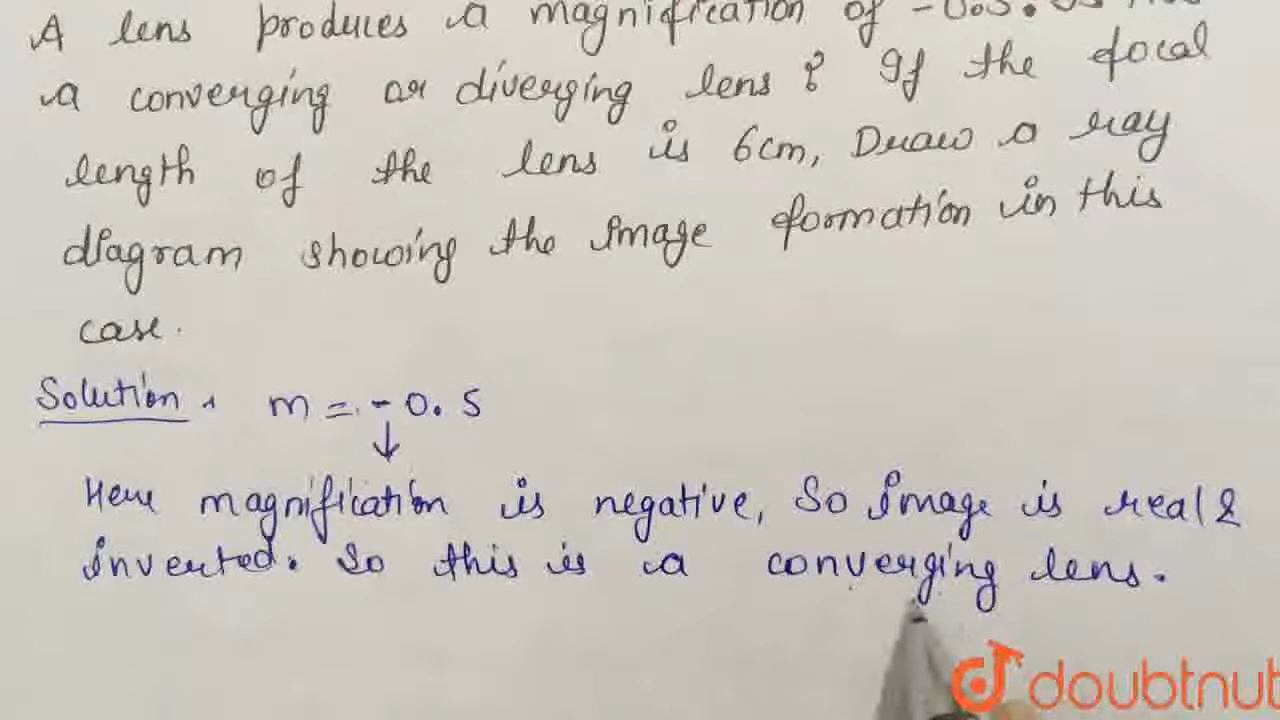 A lens produces a magnification of -0.5.
a converging or diverging lens ? If the focal
length of the lens is 6cm, Draw a ray
diagram showing the image formation in this
case.
Solution. m = -0.5
Here magnification is negative, So image is real &
inverted. So this is a converging lens.
doubtnut